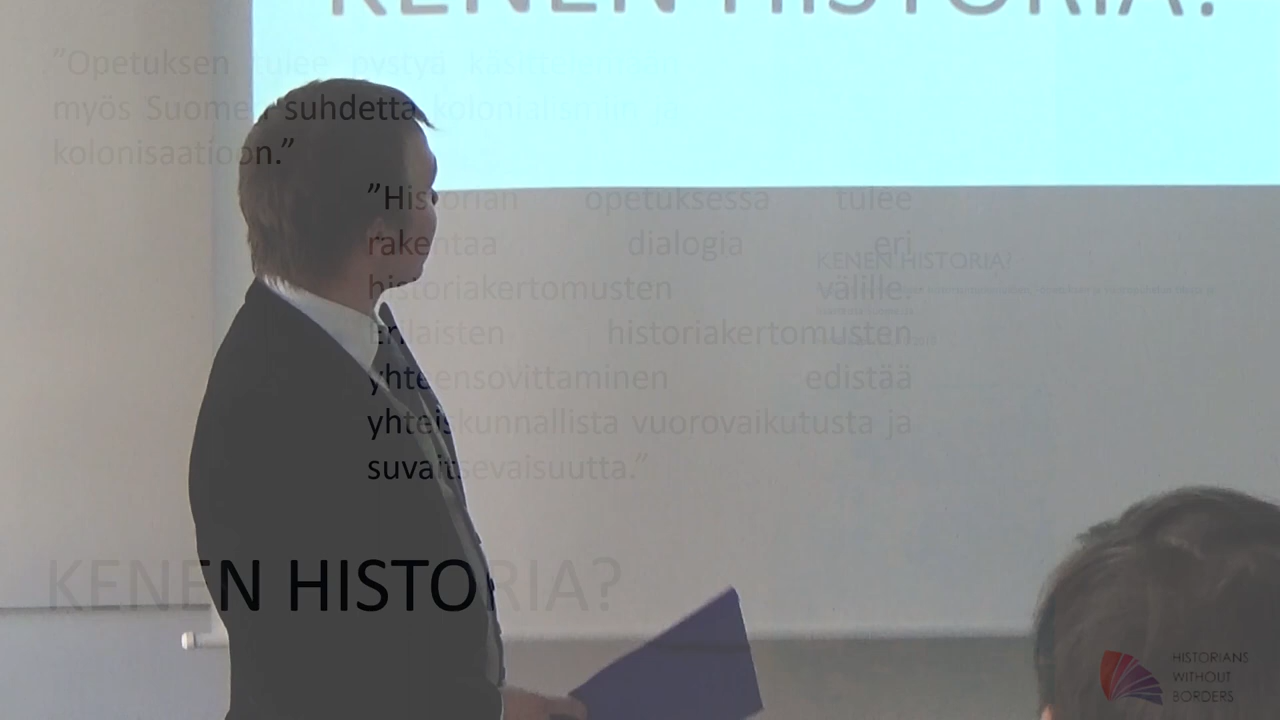 KENEN HISTORIA?
”Opetuksen tulee pystyä käsittelemään
myös Suomen suhdetta kolonialismiin ja
kolonisaatioon.”
”Historian opetuksessa tulee
rakentaa dialogia eri
historiakertomusten välille.
Erilaisten historiakertomusten
yhteensovittaminen edistää
yhteiskunnallista vuorovaikutusta ja
suvaitsevaisuutta.”
KENEN HISTORIA?
KENEN HISTORIA?
HISTORIANS
WITHOUT
BORDERS